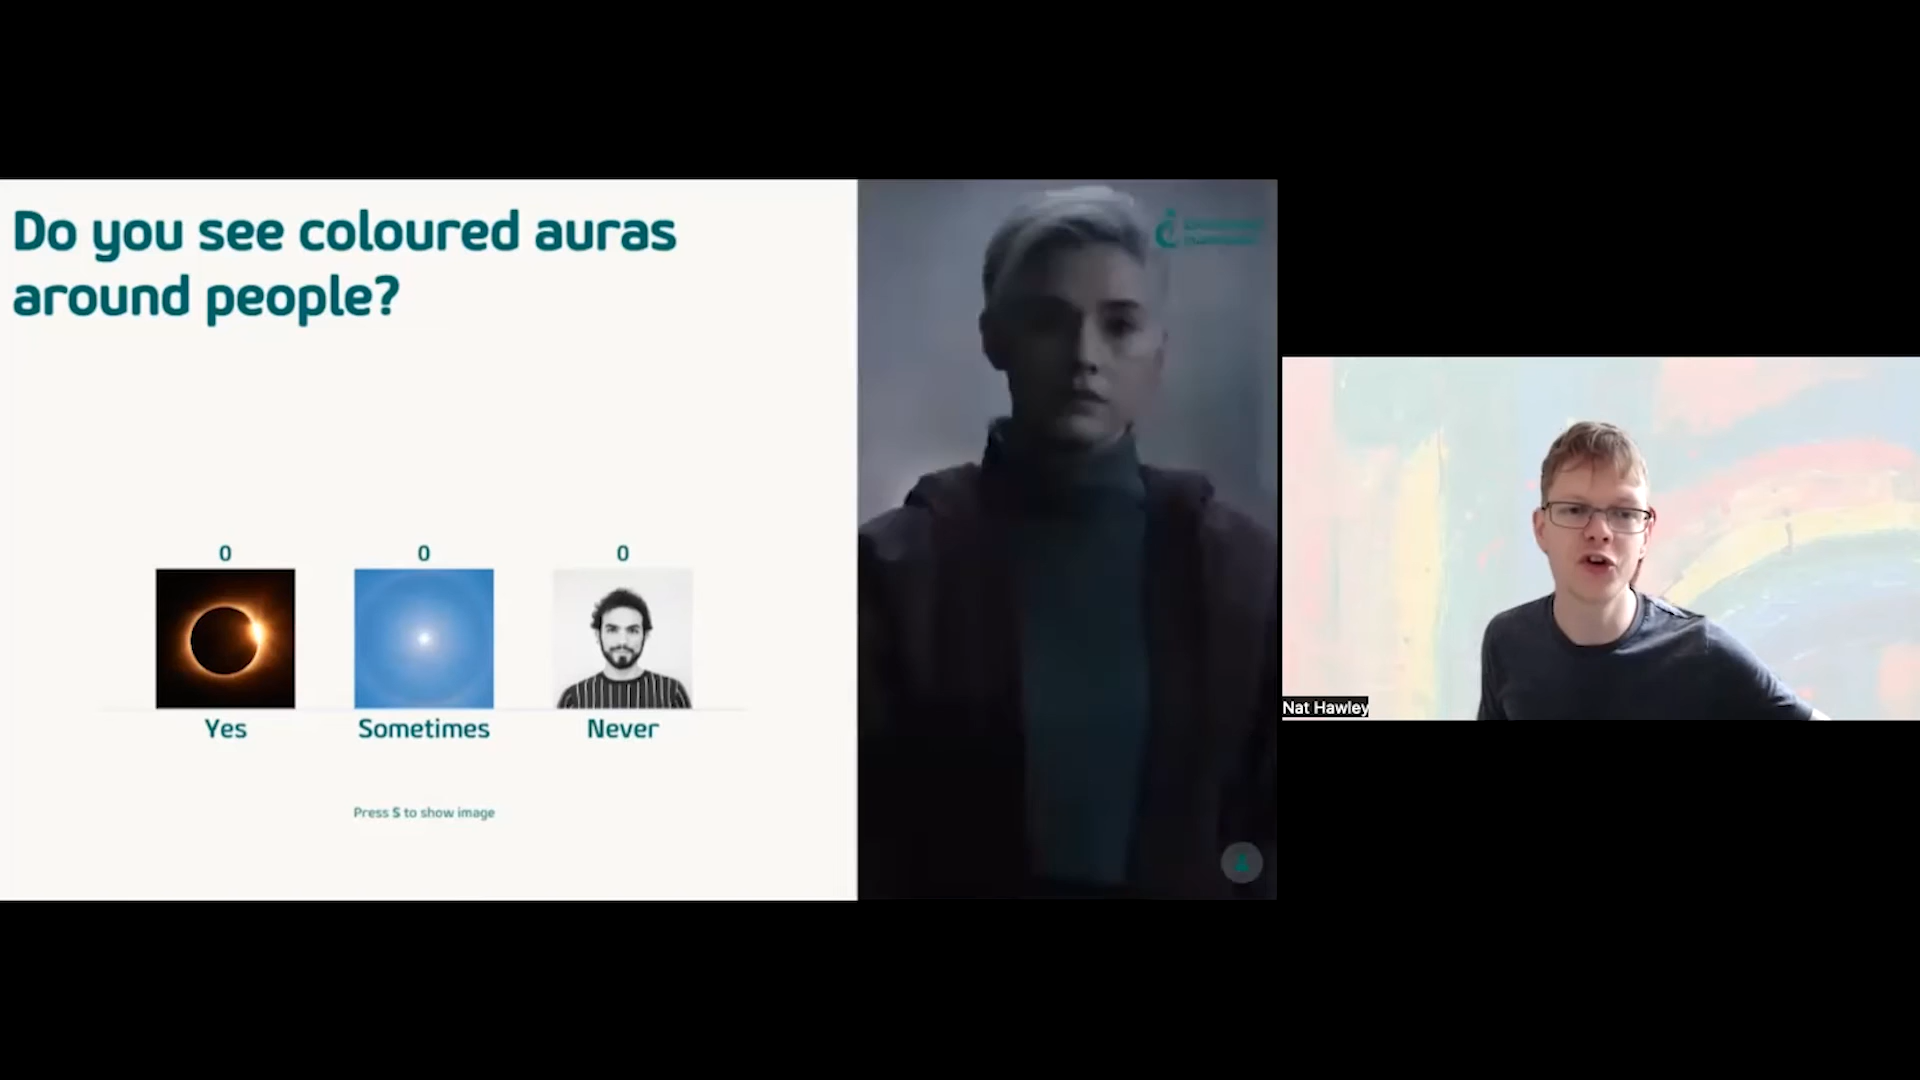 Do you see coloured auras
around people?
0 0 0
Yes Sometimes Never
Press S to show image
Nat Hawley